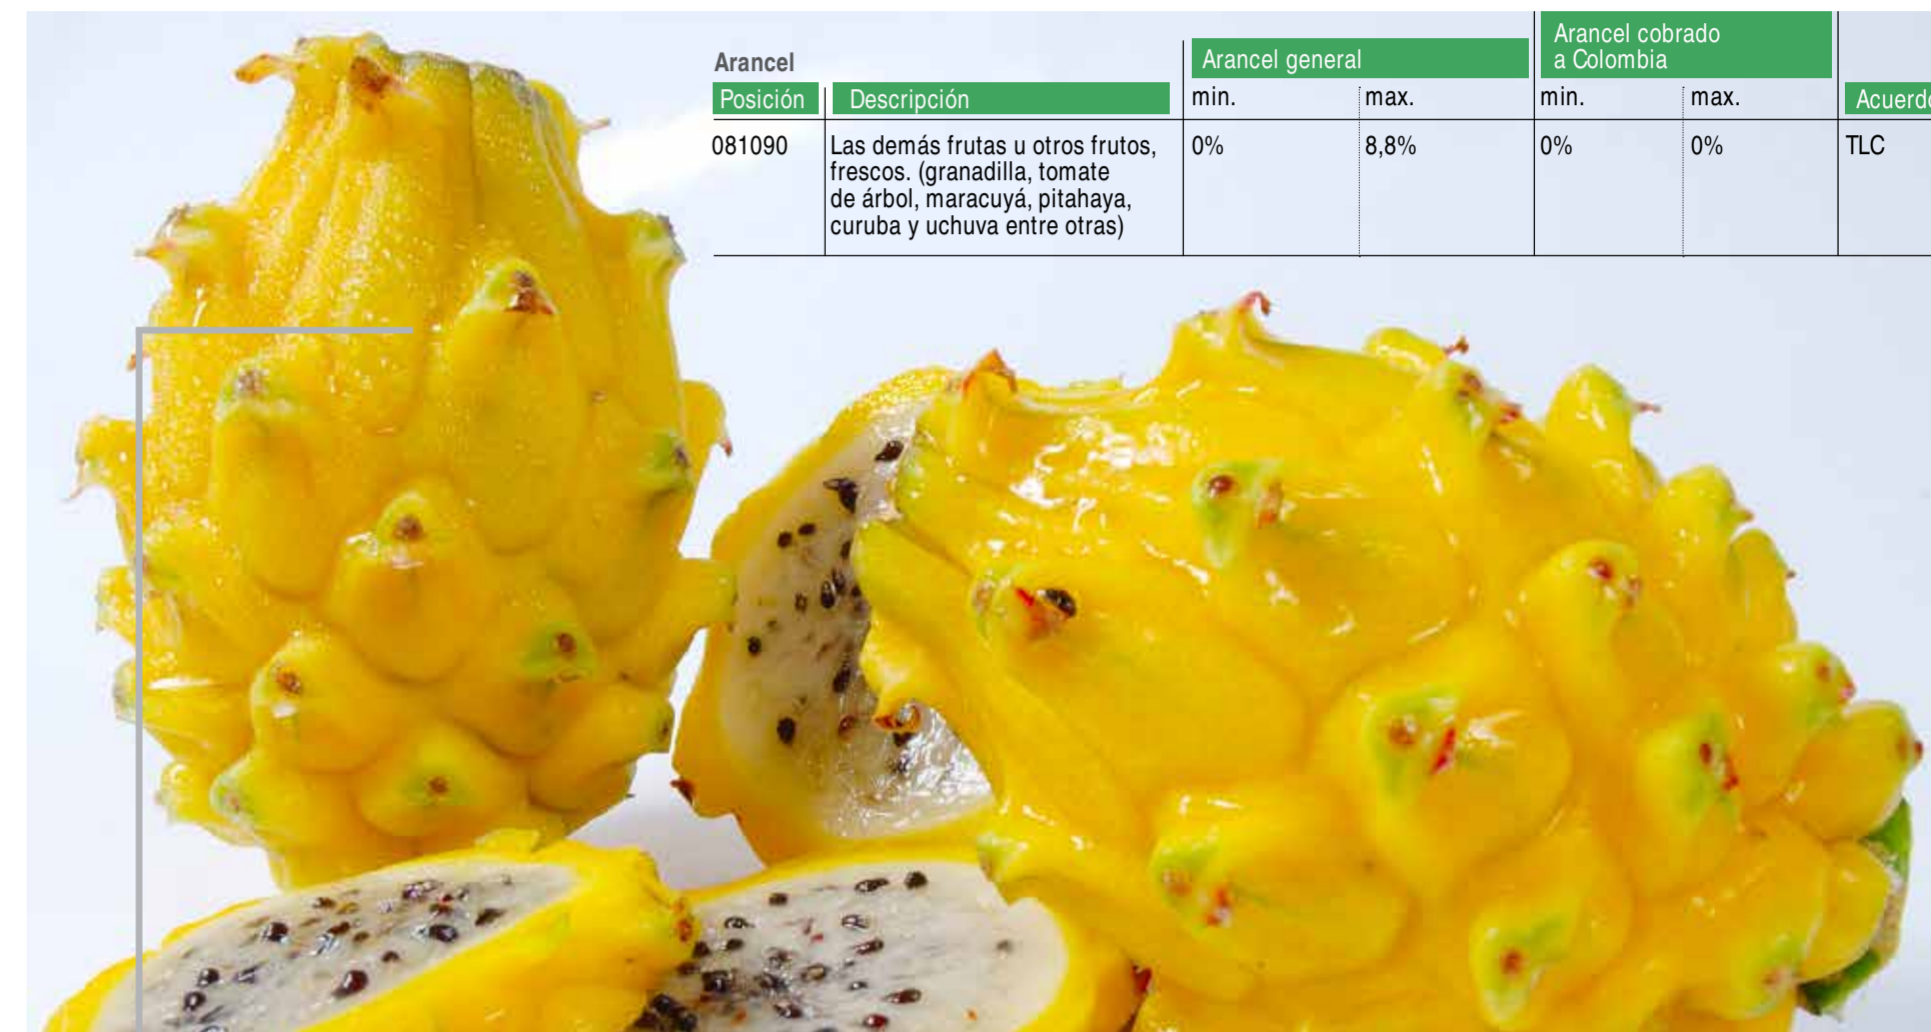 Arancel
Arancel general
Arancel cobrado
a Colombia
Posición
Descripción
min.
max.
min.
max.
081090
Las demás frutas u otros frutos,
frescos. (granadilla, tomate
de árbol, maracuyá, pitahaya,
curuba y uchuva entre otras)
0%
8,8%
0%
0%
TLC